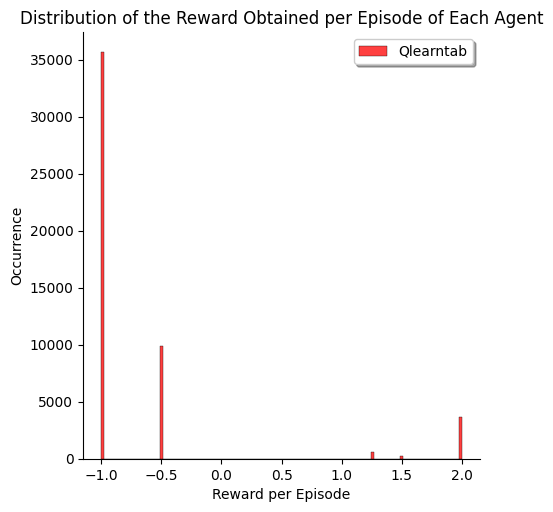 Distribution of the Reward Obtained per Episode of Each Agent
Qlearntab
35000
30000
25000
20000
15000
10000
5000
0
Occurrence
−1.0 −0.5 0.0 0.5 1.0 1.5 2.0
Reward per Episode